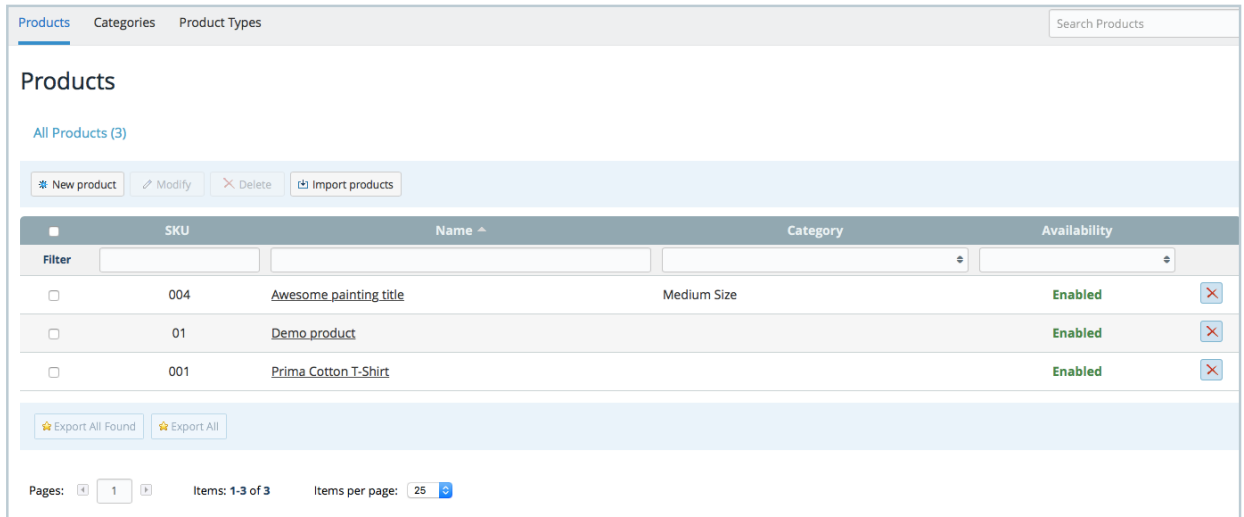 Products Categories Product Types Search Products
Products
All Products (3)
New product Modify Delete Import products
SKU Name Category Availability
Filter
004 Awesome painting title Medium Size Enabled
01 Demo product Enabled
001 Prima Cotton T-Shirt Enabled
Export All Found Export All
Pages: 1 Items: 1-3 of 3 Items per page: 25